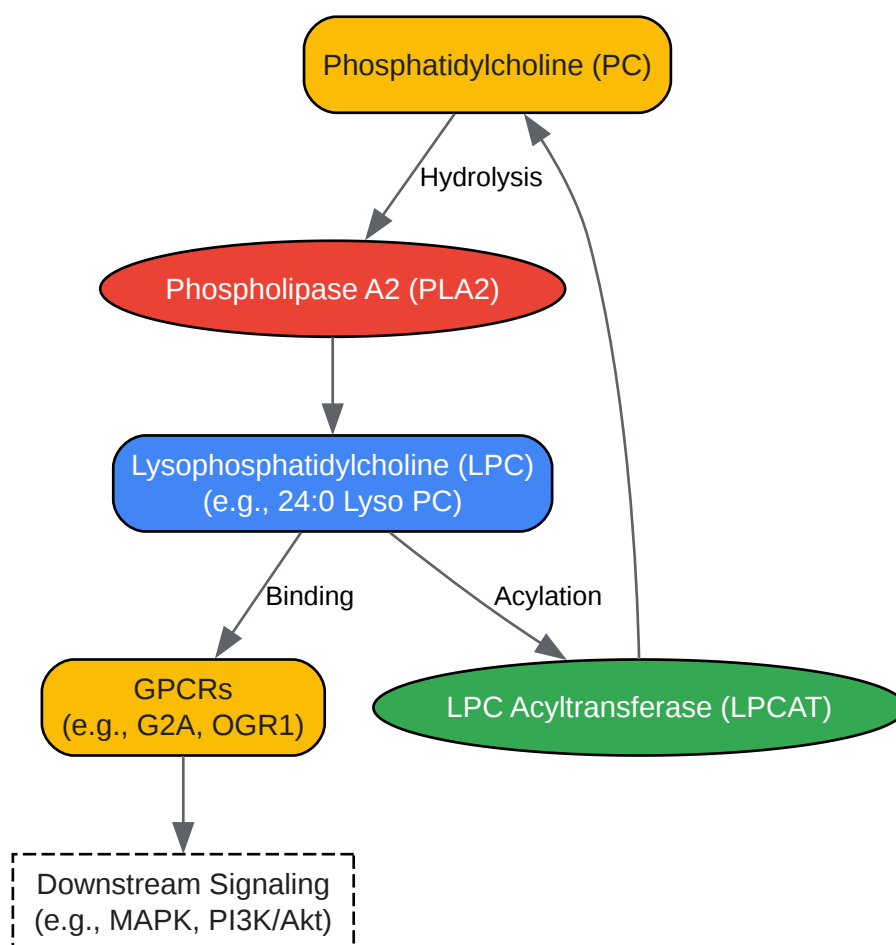 Phosphatidylcholine (PC)
Hydrolysis
Phospholipase A2 (PLA2)
Lysophosphatidylcholine (LPC)
(e.g., 24:0 Lyso PC)
Binding
Acylation
GPCRs
(e.g., G2A, OGR1)
LPC Acyltransferase (LPCAT)
Downstream Signaling
(e.g., MAPK, PI3K/Akt)